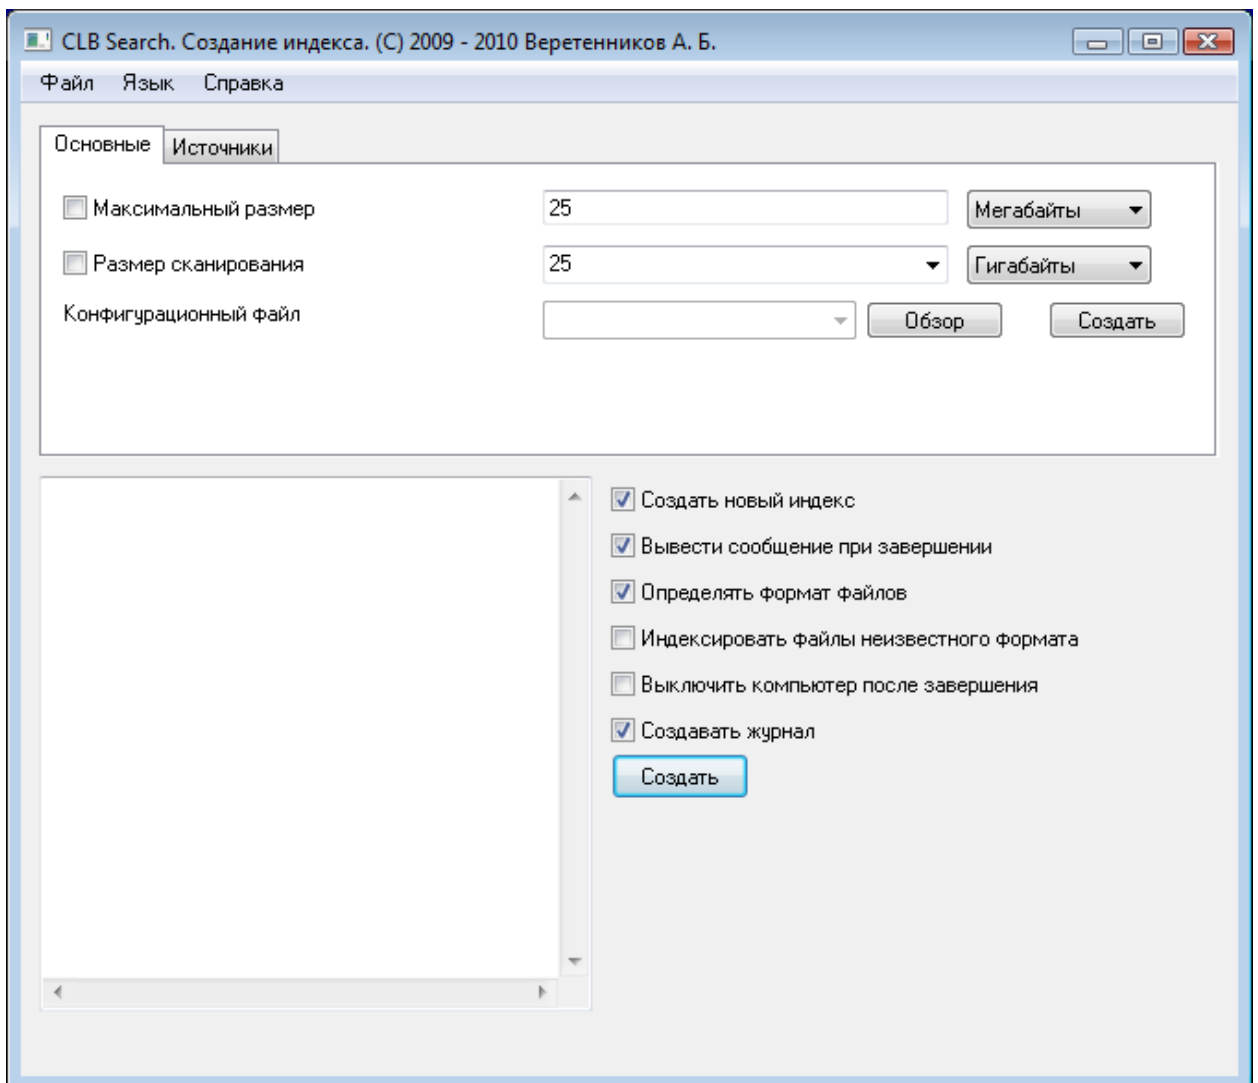 CLB Search. Создание индекса. (C) 2009 - 2010 Веретенников А. Б.
Файл Язык Справка
Основные Источники
Максимальный размер 25 Мегабайты
Размер сканирования 25 Гигабайты
Конфигурационный файл Обзор Создать
Создать новый индекс
Вывести сообщение при завершении
Определять формат файлов
Индексировать файлы неизвестного формата
Выключить компьютер после завершения
Создавать журнал
Создать